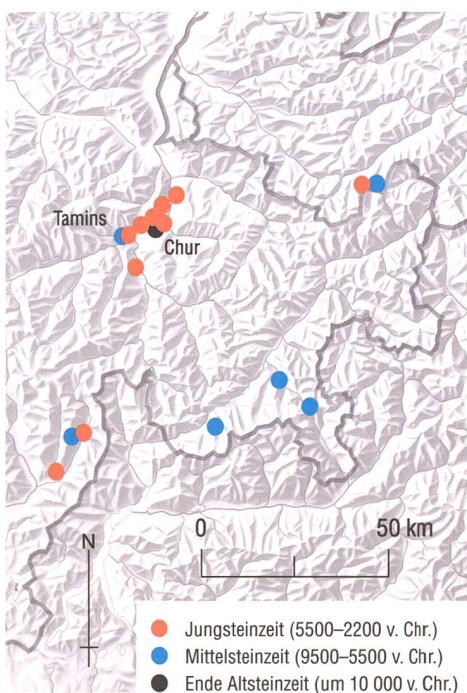 Tamins
Chur
0 50 km
N
Jungsteinzeit (5500–2200 v. Chr.)
Mittelsteinzeit (9500–5500 v. Chr.)
Ende Altsteinzeit (um 10 000 v. Chr.)